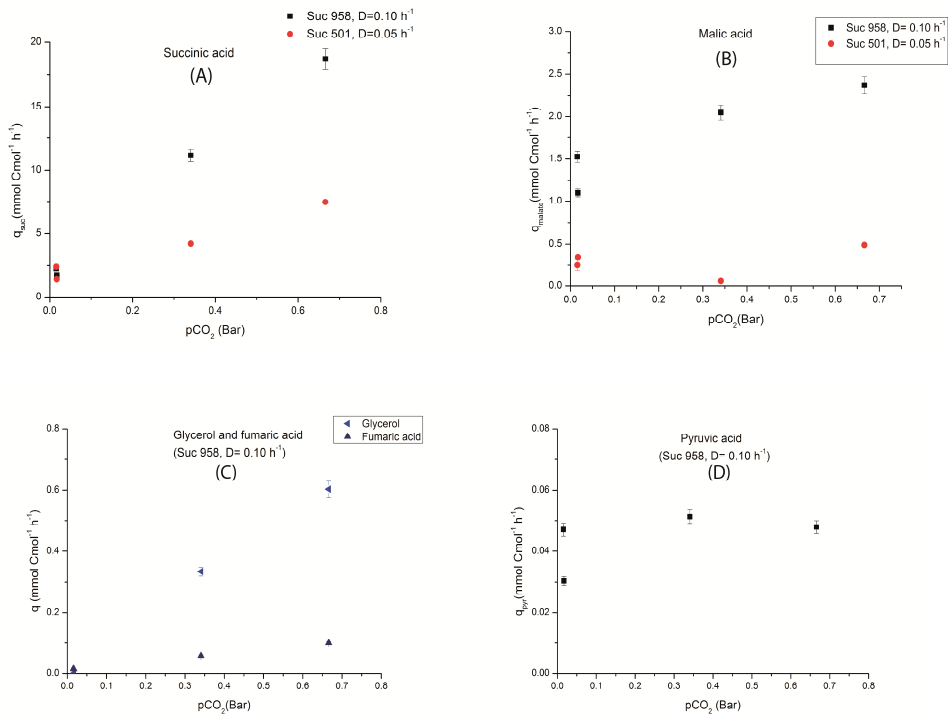 Suc 958, D=0.10 h⁻¹
Suc 501, D=0.05 h⁻¹
Succinic acid
(A)
20
15
10
5
0
q_suc(mmol Cmol⁻¹ h⁻¹)
0.0 0.2 0.4 0.6 0.8
pCO₂(Bar)
Suc 958, D= 0.10 h⁻¹
Suc 501, D= 0.05 h⁻¹
Malic acid
(B)
3.0
2.5
2.0
1.5
1.0
0.5
0.0
q_malate(mmol Cmol⁻¹ h⁻¹)
0.0 0.1 0.2 0.3 0.4 0.5 0.6 0.7
pCO₂(Bar)
Glycerol
Fumaric acid
Glycerol and fumaric acid
(Suc 958, D= 0.10 h⁻¹)
(C)
0.8
0.6
0.4
0.2
0.0
q (mmol Cmol⁻¹ h⁻¹)
0.0 0.1 0.2 0.3 0.4 0.5 0.6 0.7 0.8
pCO₂(Bar)
Pyruvic acid
(Suc 958, D= 0.10 h⁻¹)
(D)
0.08
0.06
0.04
0.02
0.00
q_pyr(mmol Cmol⁻¹ h⁻¹)
0.0 0.1 0.2 0.3 0.4 0.5 0.6 0.7 0.8
pCO₂(Bar)